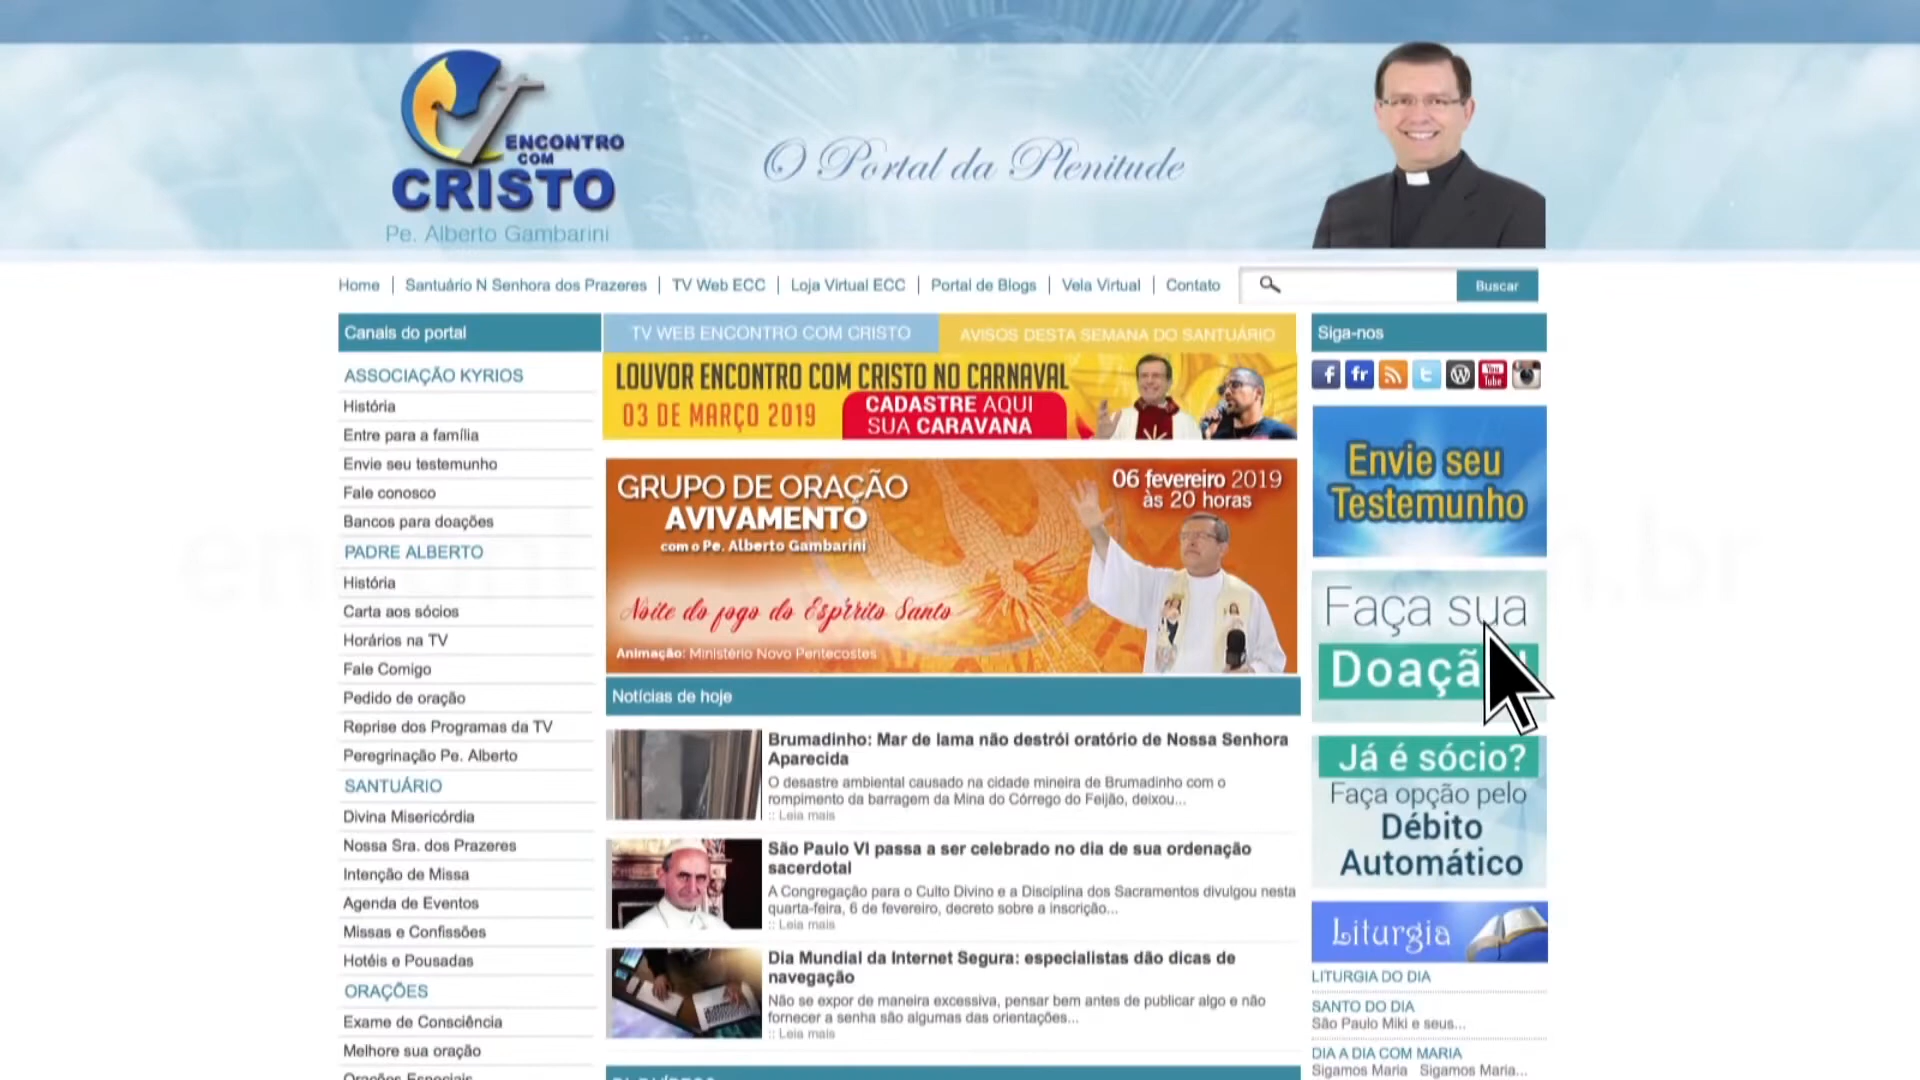 ENCONTRO
COM
CRISTO
Pe. Alberto Gambarini
O Portal da Plenitude
Home | Santuário N Senhora dos Prazeres | TV Web ECC | Loja Virtual ECC | Portal de Blogs | Vela Virtual | Contato
Buscar
Canais do portal
ASSOCIAÇÃO KYRIOS
História
Entre para a família
Envie seu testemunho
Fale conosco
Bancos para doações
PADRE ALBERTO
História
Carta aos sócios
Horários na TV
Fale Comigo
Pedido de oração
Reprise dos Programas da TV
Peregrinação Pe. Alberto
SANTUÁRIO
Divina Misericórdia
Nossa Sra. dos Prazeres
Intenção de Missa
Agenda de Eventos
Missas e Confissões
Hotéis e Pousadas
ORAÇÕES
Exame de Consciência
Melhore sua oração
Orações Especiais
TV WEB ENCONTRO COM CRISTO
AVISOS DESTA SEMANA DO SANTUÁRIO
LOUVOR ENCONTRO COM CRISTO NO CARNAVAL
03 DE MARÇO 2019
CADASTRE AQUI
SUA CARAVANA
GRUPO DE ORAÇÃO
AVIVAMENTO
com o Pe. Alberto Gambarini
06 fevereiro 2019
às 20 horas
Noite do fogo do Espírito Santo
Animação: Ministério Novo Pentecostes
Notícias de hoje
Brumadinho: Mar de lama não destrói oratório de Nossa Senhora
Aparecida
O desastre ambiental causado na cidade mineira de Brumadinho com o
rompimento da barragem da Mina do Córrego do Feijão, deixou...
:: Leia mais
São Paulo VI passa a ser celebrado no dia de sua ordenação
sacerdotal
A Congregação para o Culto Divino e a Disciplina dos Sacramentos divulgou nesta
quarta-feira, 6 de fevereiro, decreto sobre a inscrição...
:: Leia mais
Dia Mundial da Internet Segura: especialistas dão dicas de
navegação
Não se expor de maneira excessiva, pensar bem antes de publicar algo e não
fornecer a senha são algumas das orientações...
:: Leia mais
Siga-nos
You
Tube
Envie seu
Testemunho
Faça sua
Doaçã
Já é sócio?
Faça opção pelo
Débito
Automático
Liturgia
LITURGIA DO DIA
SANTO DO DIA
São Paulo Miki e seus...
DIA A DIA COM MARIA
Sigamos Maria Sigamos Maria...